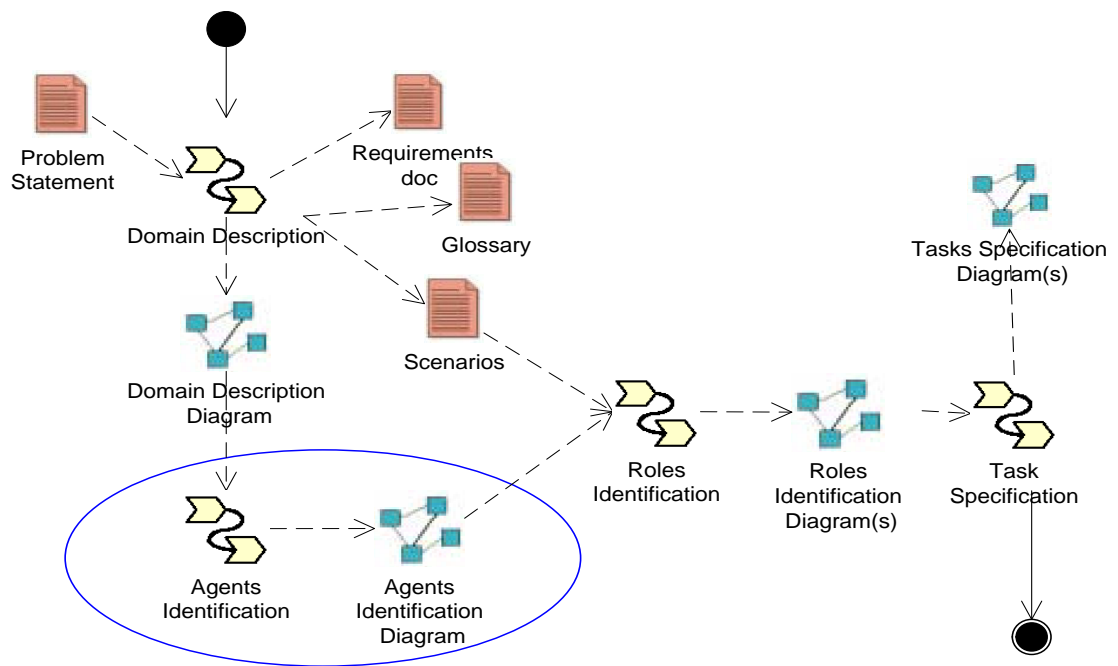 Problem
Statement
Requirements
doc
Domain Description
Glossary
Tasks Specification
Diagram(s)
Scenarios
Domain Description
Diagram
Roles
Identification
Roles
Identification
Diagram(s)
Task
Specification
Agents
Identification
Agents
Identification
Diagram